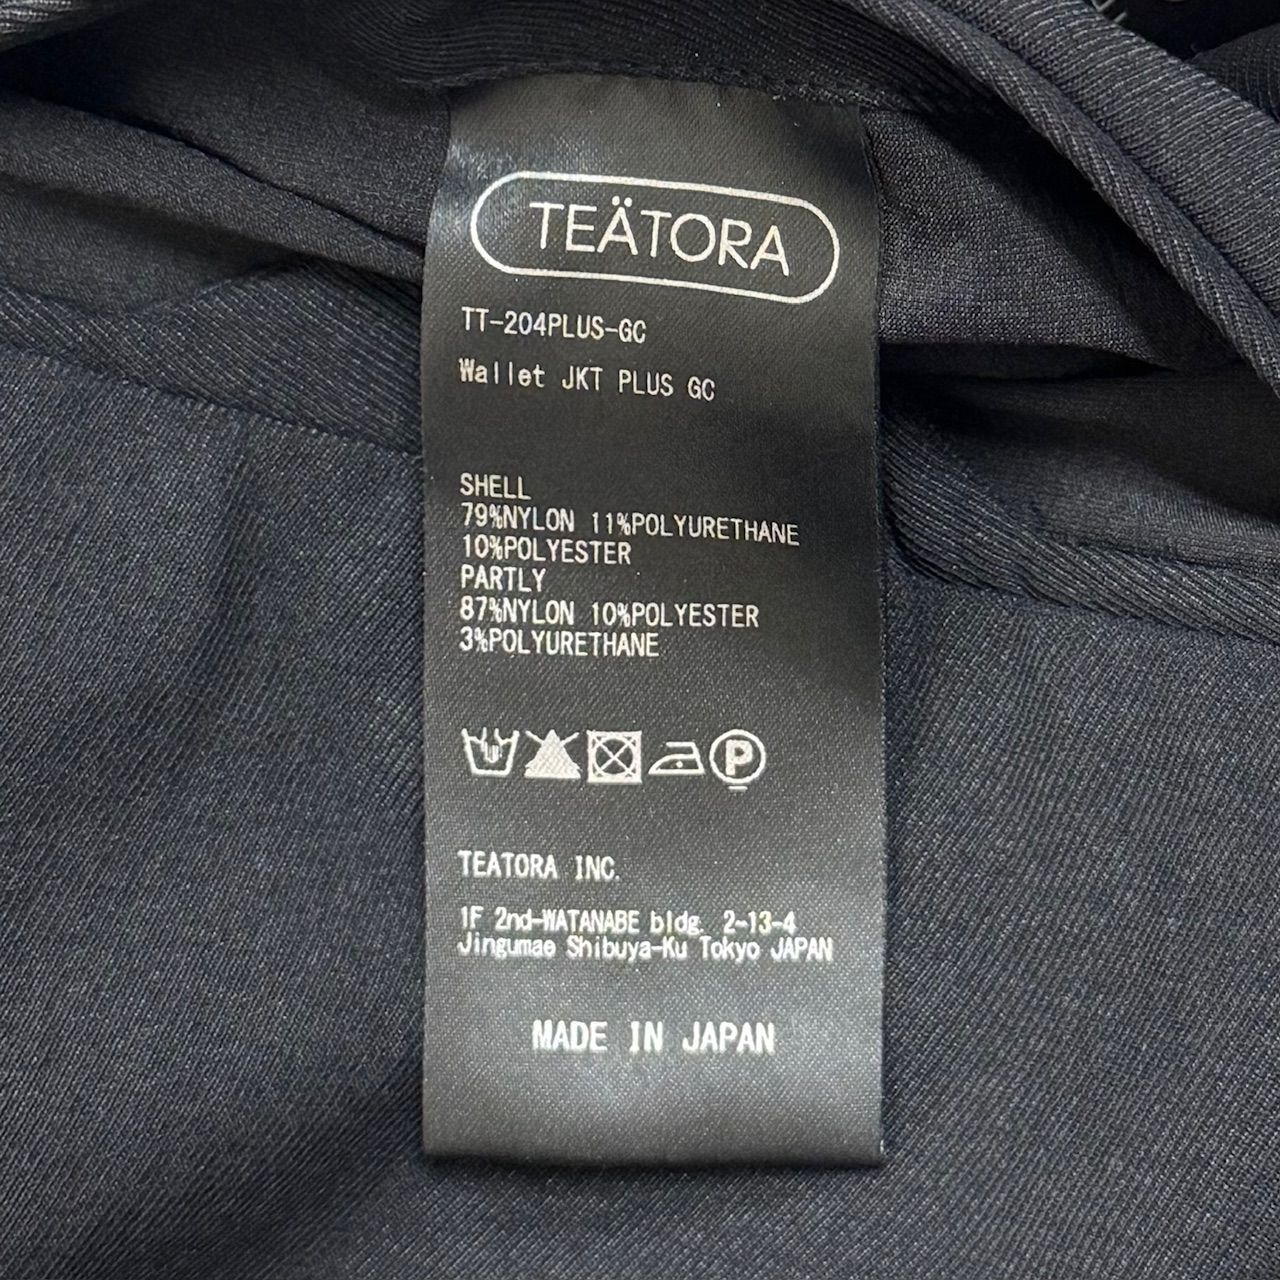 TEÄTORA
TT-204PLUS-GC
Wallet JKT PLUS GC
SHELL
79%NYLON 11%POLYURETHANE
10%POLYESTER
PARTLY
87%NYLON 10%POLYESTER
3%POLYURETHANE
P
TEATORA INC.
1F 2nd-WATANABE bldg. 2-13-4
Jingumae Shibuya-Ku Tokyo JAPAN
MADE IN JAPAN